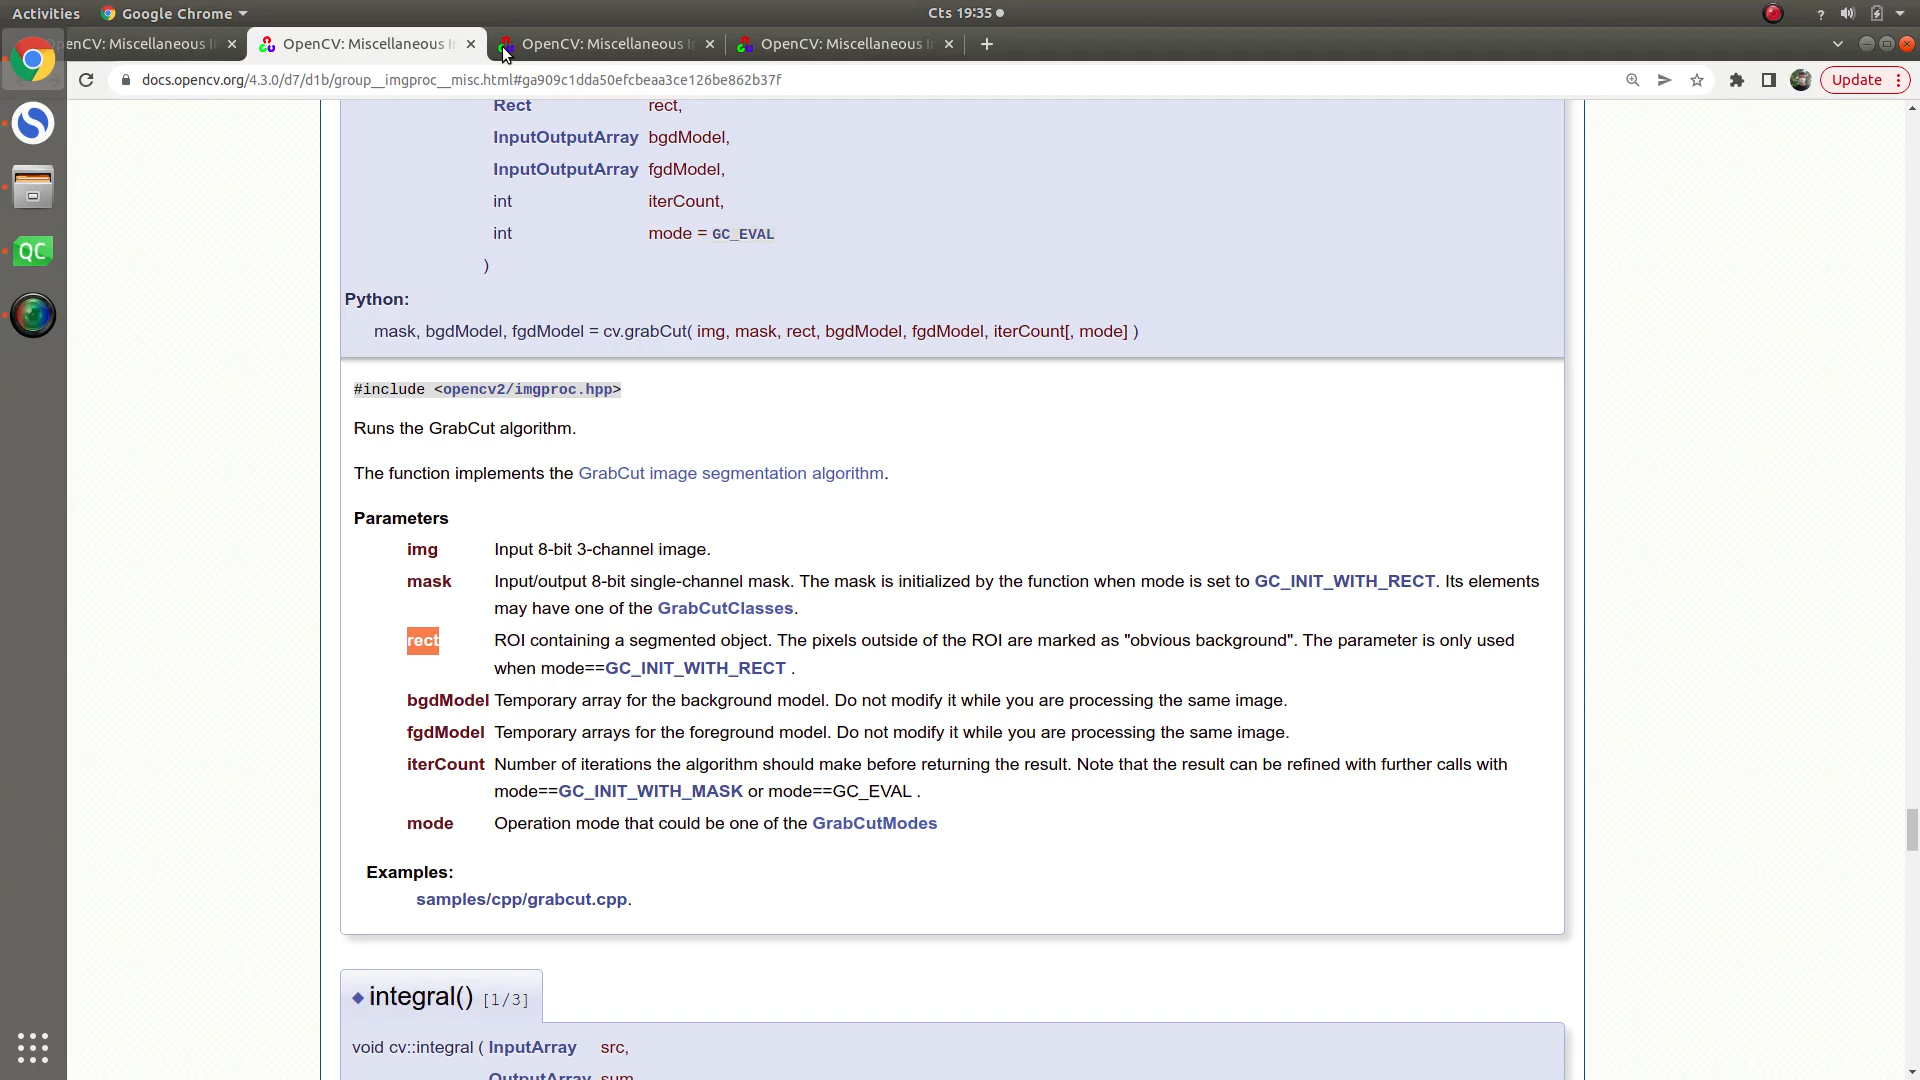 Activities Google Chrome Cts 19:35
OpenCV: Miscellaneous I OpenCV: Miscellaneous I OpenCV: Miscellaneous I OpenCV: Miscellaneous I
docs.opencv.org/4.3.0/d7/d1b/group__imgproc__misc.html#ga909c1dda50efcbeaa3ce126be862b37f Update
Rect rect,
InputOutputArray bgdModel,
InputOutputArray fgdModel,
int iterCount,
int mode = GC_EVAL
)
Python:
mask, bgdModel, fgdModel = cv.grabCut( img, mask, rect, bgdModel, fgdModel, iterCount[, mode] )
#include <opencv2/imgproc.hpp>
Runs the GrabCut algorithm.
The function implements the GrabCut image segmentation algorithm.
Parameters
img Input 8-bit 3-channel image.
mask Input/output 8-bit single-channel mask. The mask is initialized by the function when mode is set to GC_INIT_WITH_RECT. Its elements
may have one of the GrabCutClasses.
rect ROI containing a segmented object. The pixels outside of the ROI are marked as "obvious background". The parameter is only used
when mode==GC_INIT_WITH_RECT .
bgdModel Temporary array for the background model. Do not modify it while you are processing the same image.
fgdModel Temporary arrays for the foreground model. Do not modify it while you are processing the same image.
iterCount Number of iterations the algorithm should make before returning the result. Note that the result can be refined with further calls with
mode==GC_INIT_WITH_MASK or mode==GC_EVAL .
mode Operation mode that could be one of the GrabCutModes
Examples:
samples/cpp/grabcut.cpp.
◆ integral() [1/3]
void cv::integral ( InputArray src,
OutputArray sum,
QC